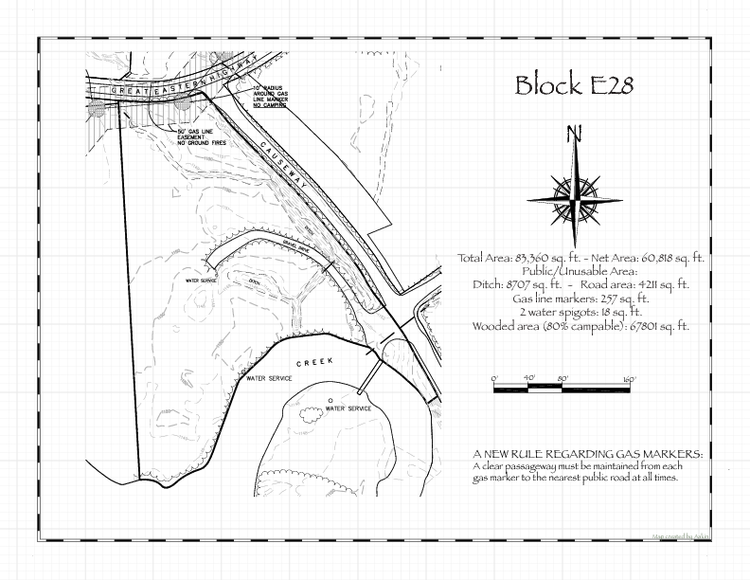 Block E28
GREAT EASTERN HIGHWAY
10' RADIUS
AROUND GAS
LINE MARKER
NO CAMPING
50' GAS LINE
EASEMENT
NO GROUND FIRES
CAUSEWAY
N
GRAVEL DRIVE
WATER SERVICE
Total Area: 83,360 sq. ft. - Net Area: 60,818 sq. ft.
Public/Unusable Area:
Ditch: 8707 sq. ft. - Road area: 4211 sq. ft.
Gas line markers: 257 sq. ft.
2 water spigots: 18 sq. ft.
Wooded area (80% campable): 67801 sq. ft.
CREEK
WATER SERVICE
WATER SERVICE
0' 40' 80' 160'
A NEW RULE REGARDING GAS MARKERS:
A clear passageway must be maintained from each
gas marker to the nearest public road at all times.
Map created by